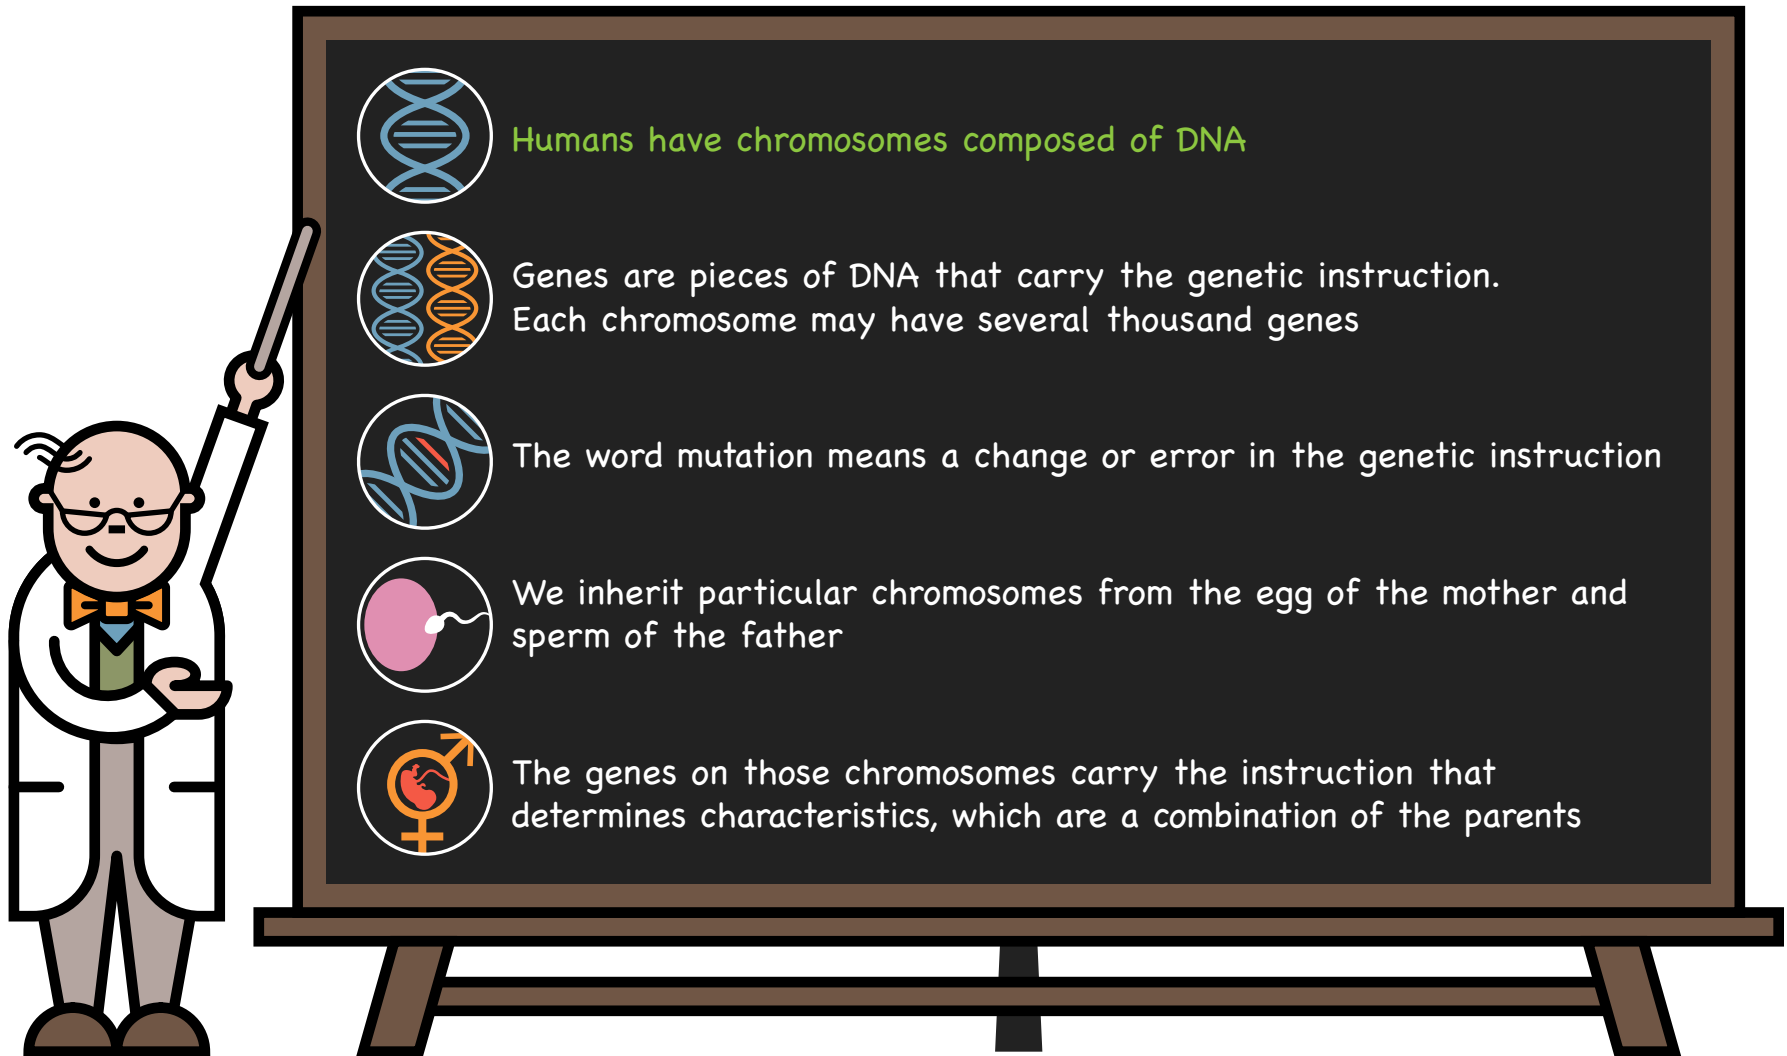 Humans have chromosomes composed of DNA
Genes are pieces of DNA that carry the genetic instruction.
Each chromosome may have several thousand genes
The word mutation means a change or error in the genetic instruction
We inherit particular chromosomes from the egg of the mother and
sperm of the father
The genes on those chromosomes carry the instruction that
determines characteristics, which are a combination of the parents